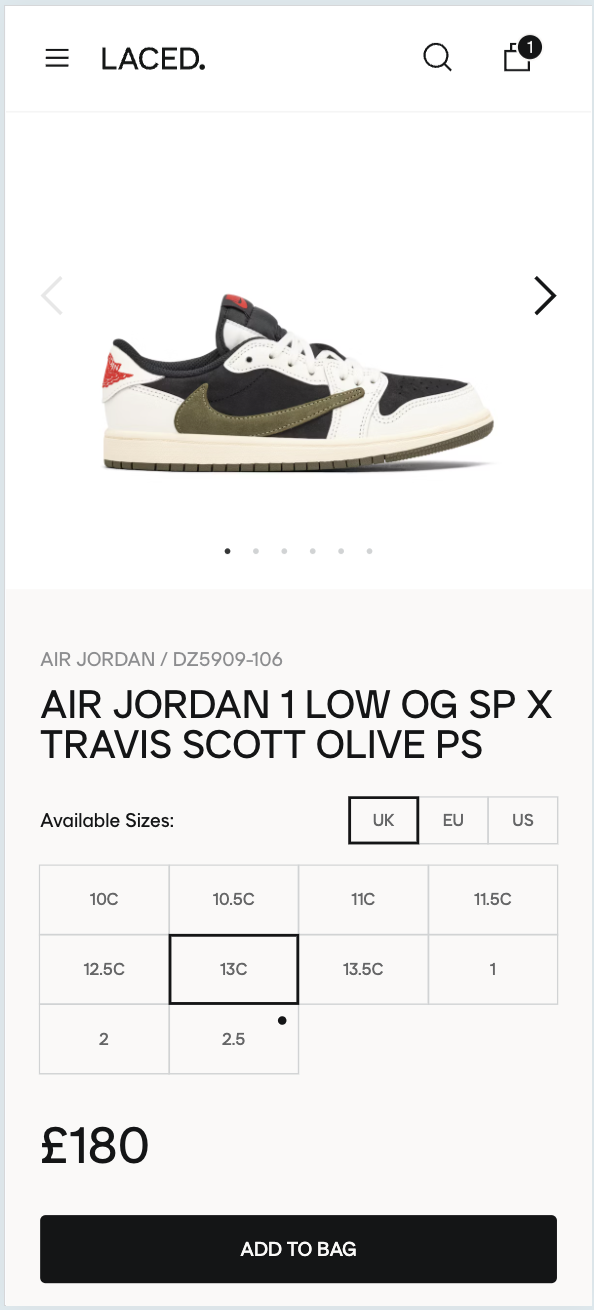 LACED.
1
AIR JORDAN / DZ5909-106
AIR JORDAN 1 LOW OG SP X
TRAVIS SCOTT OLIVE PS
Available Sizes:
UK EU US
10C 10.5C 11C 11.5C
12.5C 13C 13.5C 1
2 2.5
£180
ADD TO BAG